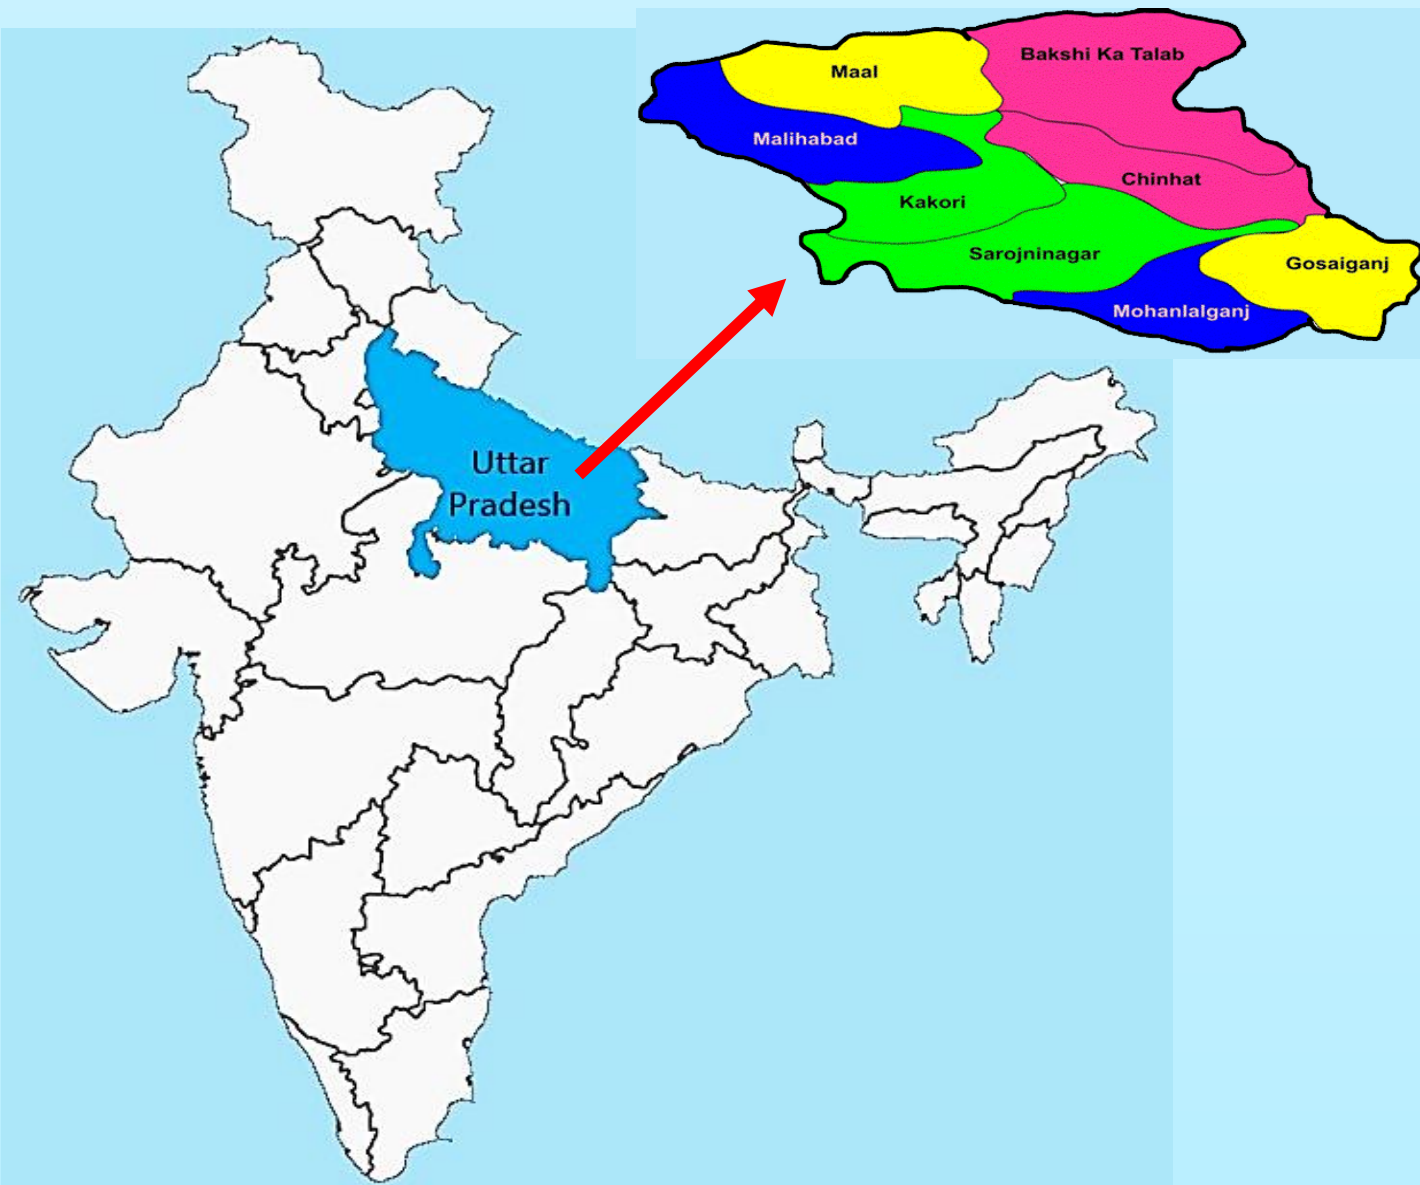 Bakshi Ka Talab
Maal
Malihabad
Chinhat
Kakori
Sarojninagar
Gosaiganj
Mohanlalganj
Uttar
Pradesh